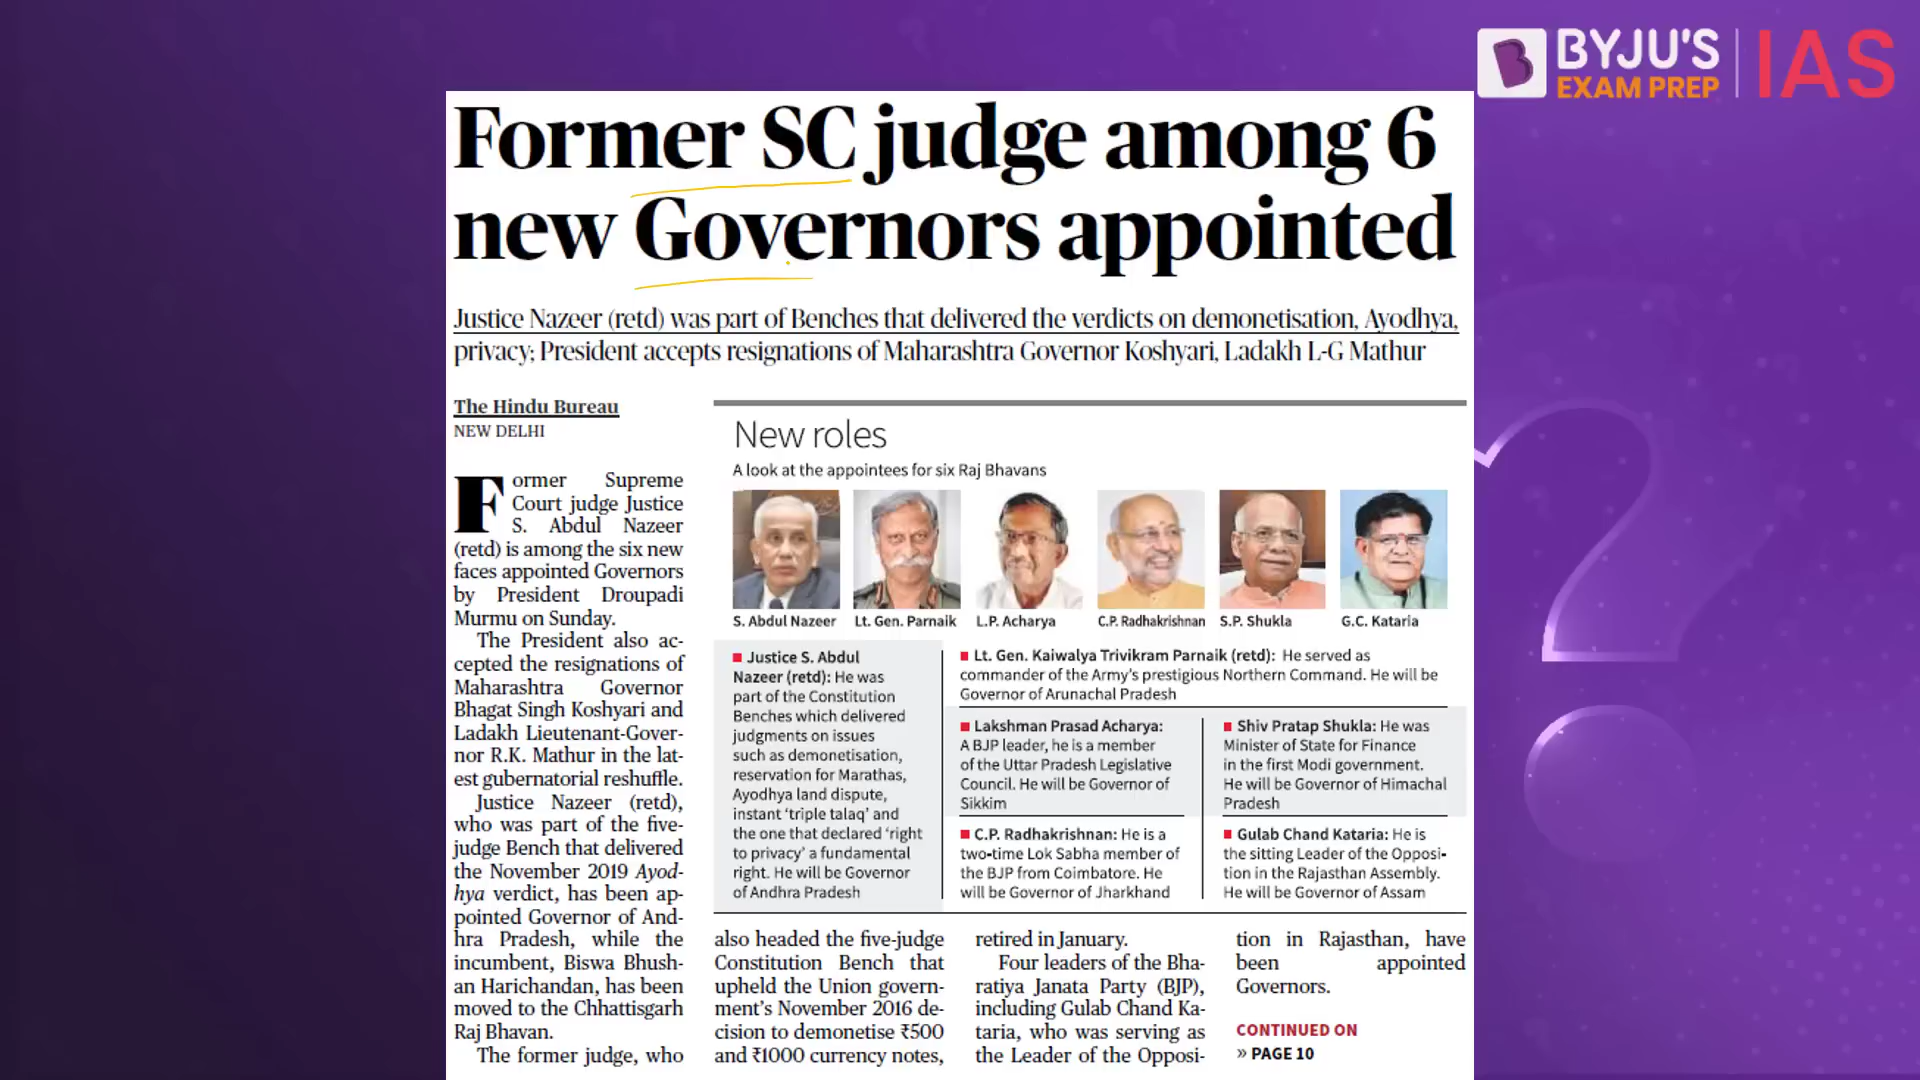 BYJU'S
EXAM PREP
IAS
Former SC judge among 6
new Governors appointed
Justice Nazeer (retd) was part of Benches that delivered the verdicts on demonetisation, Ayodhya,
privacy; President accepts resignations of Maharashtra Governor Koshyari, Ladakh L-G Mathur
The Hindu Bureau
NEW DELHI
Former Supreme
Court judge Justice
S. Abdul Nazeer
(retd) is among the six new
faces appointed Governors
by President Droupadi
Murmu on Sunday.
The President also ac-
cepted the resignations of
Maharashtra Governor
Bhagat Singh Koshyari and
Ladakh Lieutenant-Gover-
nor R.K. Mathur in the lat-
est gubernatorial reshuffle.
Justice Nazeer (retd),
who was part of the five-
judge Bench that delivered
the November 2019 Ayod-
hya verdict, has been ap-
pointed Governor of And-
hra Pradesh, while the
incumbent, Biswa Bhush-
an Harichandan, has been
moved to the Chhattisgarh
Raj Bhavan.
The former judge, who
New roles
A look at the appointees for six Raj Bhavans
S. Abdul Nazeer
Lt. Gen. Parnaik
L.P. Acharya
C.P. Radhakrishnan
S.P. Shukla
G.C. Kataria
Justice S. Abdul
Nazeer (retd): He was
part of the Constitution
Benches which delivered
judgments on issues
such as demonetisation,
reservation for Marathas,
Ayodhya land dispute,
instant ‘triple talaq’ and
the one that declared ‘right
to privacy’ a fundamental
right. He will be Governor
of Andhra Pradesh
Lt. Gen. Kaiwalya Trivikram Parnaik (retd): He served as
commander of the Army's prestigious Northern Command. He will be
Governor of Arunachal Pradesh
Lakshman Prasad Acharya:
A BJP leader, he is a member
of the Uttar Pradesh Legislative
Council. He will be Governor of
Sikkim
C.P. Radhakrishnan: He is a
two-time Lok Sabha member of
the BJP from Coimbatore. He
will be Governor of Jharkhand
Shiv Pratap Shukla: He was
Minister of State for Finance
in the first Modi government.
He will be Governor of Himachal
Pradesh
Gulab Chand Kataria: He is
the sitting Leader of the Opposi-
tion in the Rajasthan Assembly.
He will be Governor of Assam
also headed the five-judge
Constitution Bench that
upheld the Union govern-
ment's November 2016 de-
cision to demonetise ₹500
and ₹1000 currency notes,
retired in January.
Four leaders of the Bha-
ratiya Janata Party (BJP),
including Gulab Chand Ka-
taria, who was serving as
the Leader of the Opposi-
tion in Rajasthan, have
been appointed
Governors.
CONTINUED ON
» PAGE 10